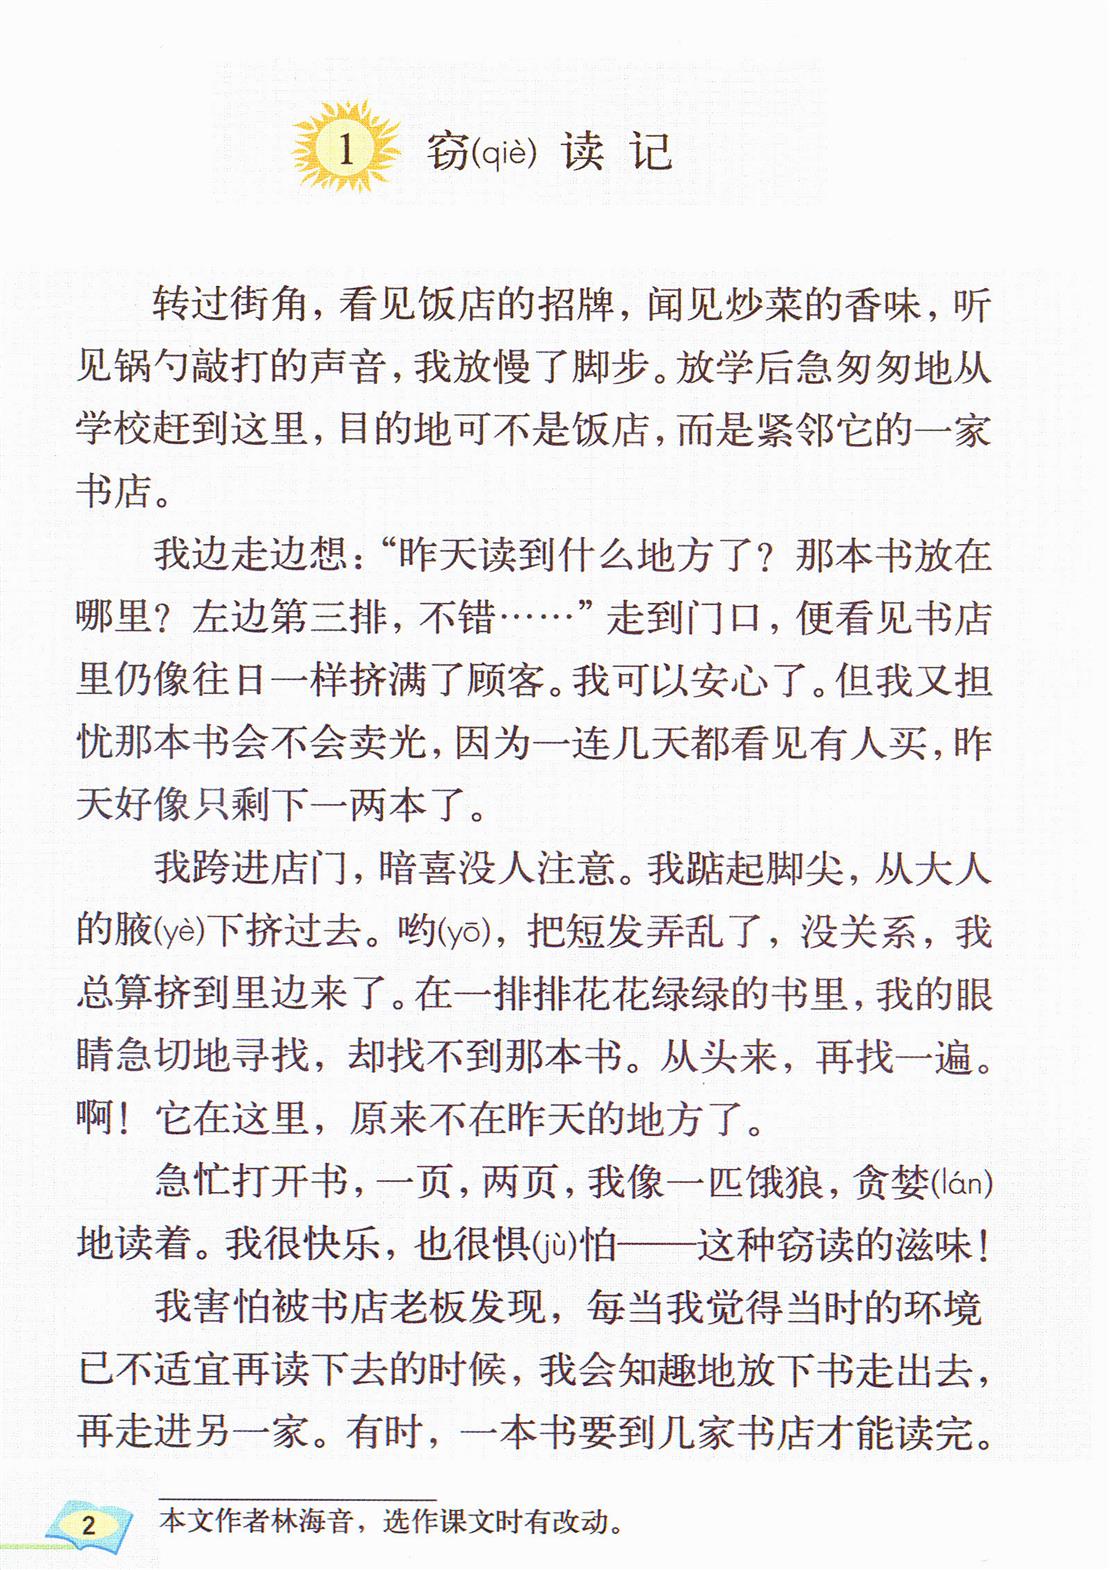 1 窃(qiè) 读 记
转过街角，看见饭店的招牌，闻见炒菜的香味，听
见锅勺敲打的声音，我放慢了脚步。放学后急匆匆地从
学校赶到这里，目的地可不是饭店，而是紧邻它的一家
书店。
我边走边想：“昨天读到什么地方了？那本书放在
哪里？左边第三排，不错……”走到门口，便看见书店
里仍像往日一样挤满了顾客。我可以安心了。但我又担
忧那本书会不会卖光，因为一连几天都看见有人买，昨
天好像只剩下一两本了。
我跨进店门，暗喜没人注意。我踮起脚尖，从大人
的腋(yè)下挤过去。哟(yō)，把短发弄乱了，没关系，我
总算挤到里边来了。在一排排花花绿绿的书里，我的眼
睛急切地寻找，却找不到那本书。从头来，再找一遍。
啊！它在这里，原来不在昨天的地方了。
急忙打开书，一页，两页，我像一匹饿狼，贪婪(lán)
地读着。我很快乐，也很惧(jù)怕——这种窃读的滋味！
我害怕被书店老板发现，每当我觉得当时的环境
已不适宜再读下去的时候，我会知趣地放下书走出去，
再走进另一家。有时，一本书要到几家书店才能读完。
本文作者林海音，选作课文时有改动。
2